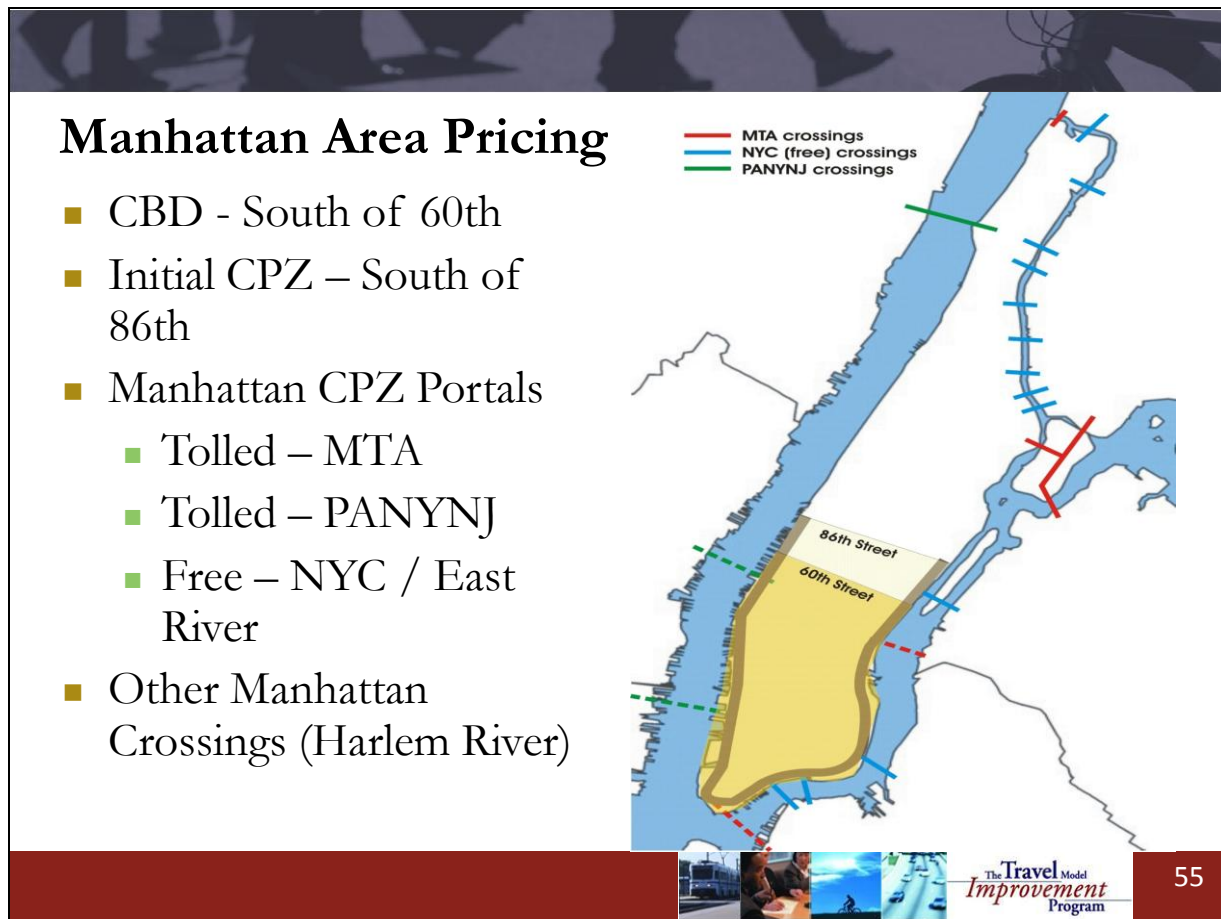 Manhattan Area Pricing
CBD - South of 60th
Initial CPZ – South of
86th
Manhattan CPZ Portals
Tolled – MTA
Tolled – PANYNJ
Free – NYC / East
River
Other Manhattan
Crossings (Harlem River)
MTA crossings
NYC (free) crossings
PANYNJ crossings
86th Street
60th Street
The Travel Model
Improvement
Program
55